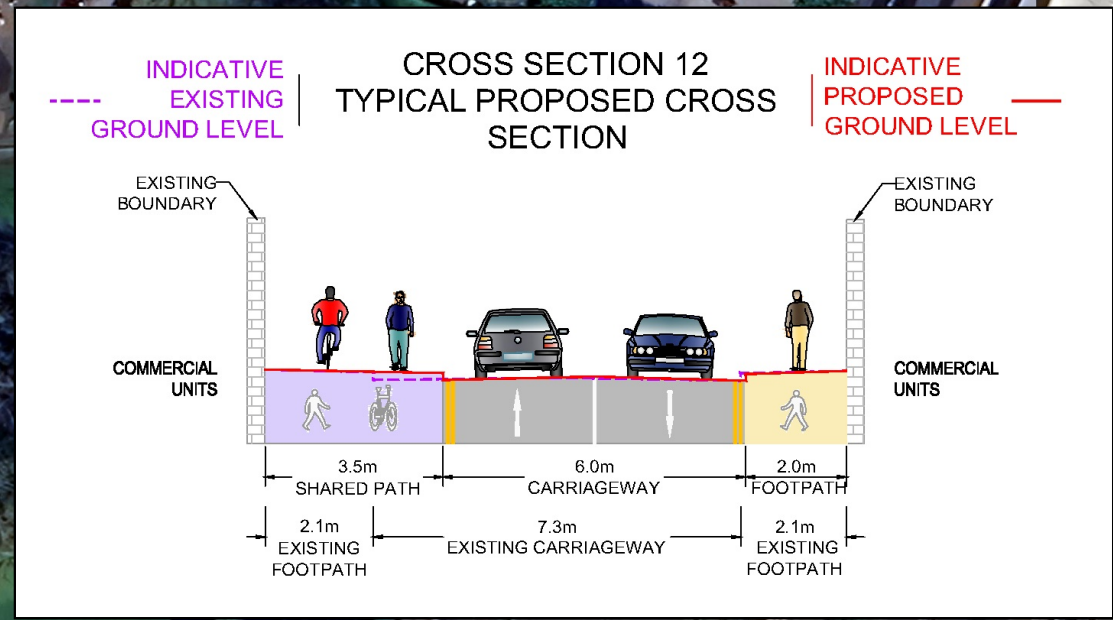 INDICATIVE
EXISTING
GROUND LEVEL
CROSS SECTION 12
TYPICAL PROPOSED CROSS
SECTION
INDICATIVE
PROPOSED
GROUND LEVEL
EXISTING
BOUNDARY
EXISTING
BOUNDARY
COMMERCIAL
UNITS
COMMERCIAL
UNITS
3.5m
SHARED PATH
6.0m
CARRIAGEWAY
2.0m
FOOTPATH
2.1m
EXISTING
FOOTPATH
7.3m
EXISTING CARRIAGEWAY
2.1m
EXISTING
FOOTPATH